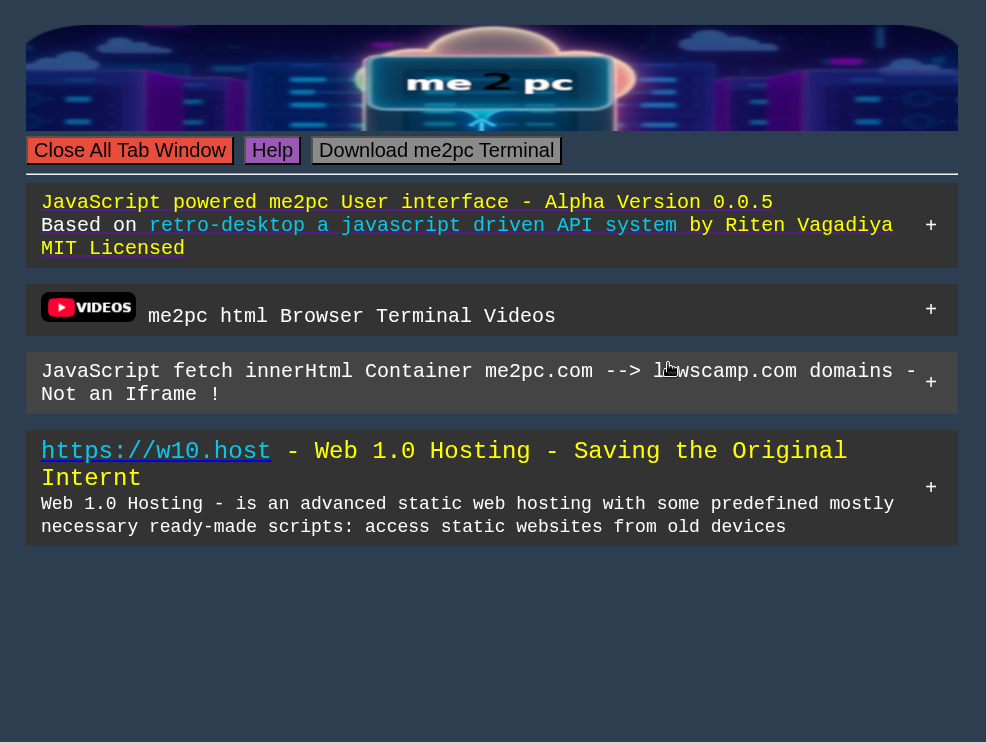 me 2 pc
Close All Tab Window Help Download me2pc Terminal
JavaScript powered me2pc User interface - Alpha Version 0.0.5
Based on retro-desktop a javascript driven API system by Riten Vagadiya
MIT Licensed
+
VIDEOS me2pc html Browser Terminal Videos
+
JavaScript fetch innerHtml Container me2pc.com --> domains -
Not an Iframe !
+
https://w10.host - Web 1.0 Hosting - Saving the Original
Internt
Web 1.0 Hosting - is an advanced static web hosting with some predefined mostly
necessary ready-made scripts: access static websites from old devices
+